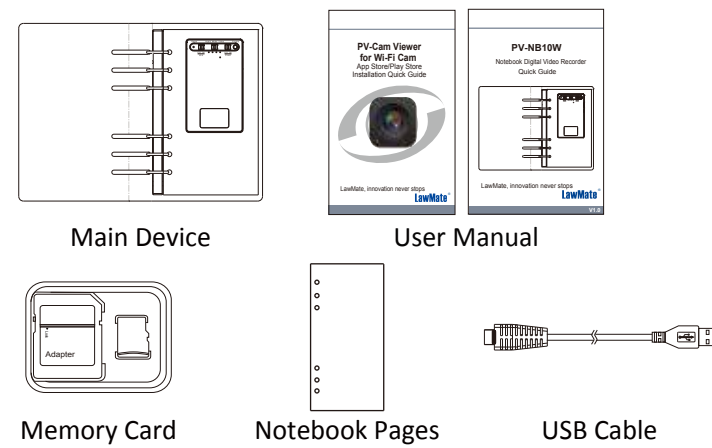 PV-Cam Viewer
for Wi-Fi Cam
App Store/Play Store
Installation Quick Guide
LawMate, innovation never stops
LawMate®
PV-NB10W
Notebook Digital Video Recorder
Quick Guide
LawMate, innovation never stops
LawMate®
V1.0
Main Device
User Manual
Adapter
Memory Card
Notebook Pages
USB Cable